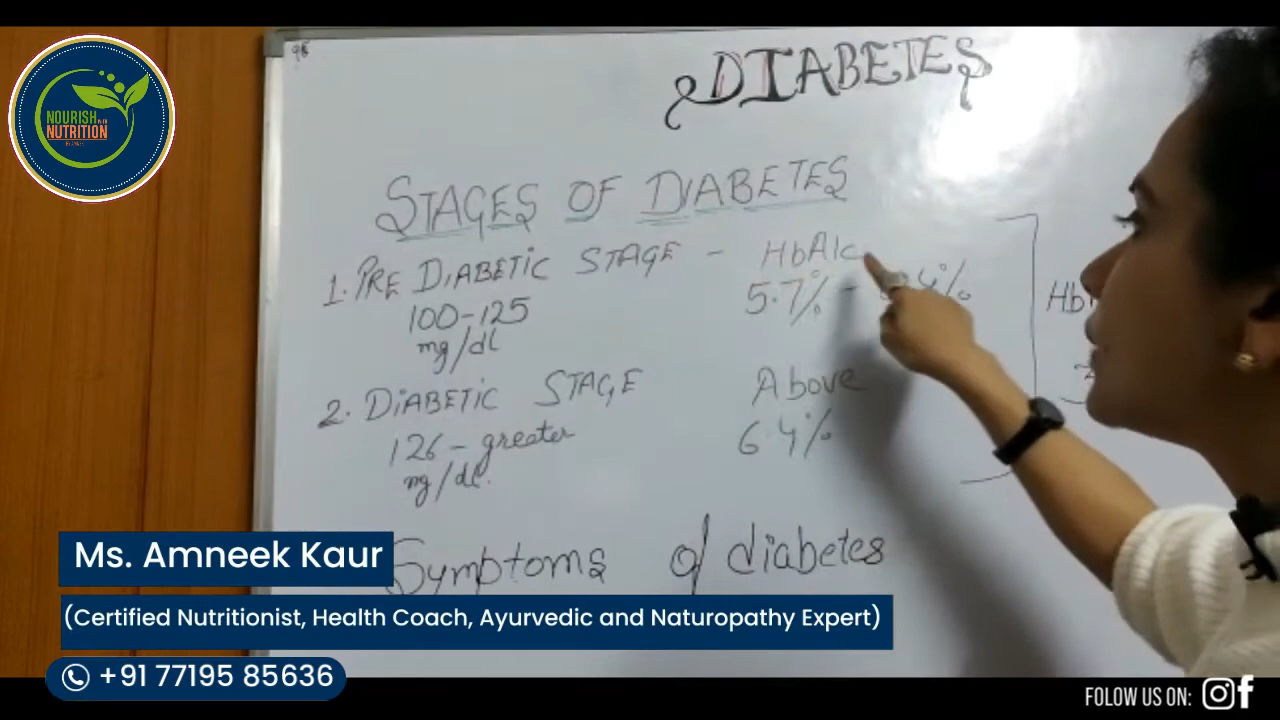 NOURISH
NUTRITION
DIABETES
STAGES OF DIABETES
1. PRE DIABETIC STAGE - HbA1c
100-125 5.7% -
mg/dl
2. DIABETIC STAGE Above
126 - greater 6.4%
mg/dl.
Symptoms of diabetes
Ms. Amneek Kaur
(Certified Nutritionist, Health Coach, Ayurvedic and Naturopathy Expert)
+91 77195 85636
FOLOW US ON: